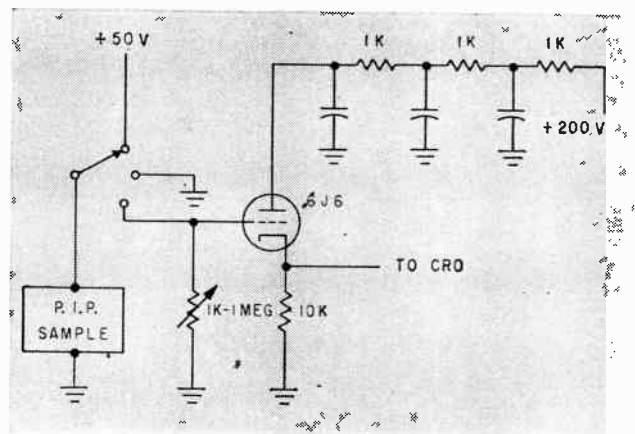 +50 V
1K
1K
1K
+200 V
6J6
TO CRO
P. I. P.
SAMPLE
1K-1MEG
10K